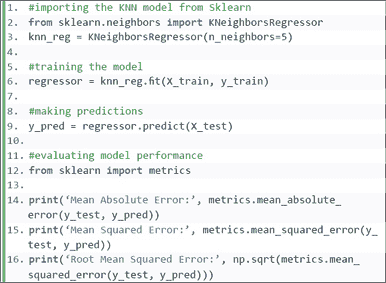 1. #importing the KNN model from Sklearn
2. from sklearn.neighbors import KNeighborsRegressor
3. knn_reg = KNeighborsRegressor(n_neighbors=5)
4.
5. #training the model
6. regressor = knn_reg.fit(X_train, y_train)
7.
8. #making predictions
9. y_pred = regressor.predict(X_test)
10.
11. #evaluating model performance
12. from sklearn import metrics
13.
14. print(‘Mean Absolute Error:’, metrics.mean_absolute_
error(y_test, y_pred))
15. print(‘Mean Squared Error:’, metrics.mean_squared_error(y_
test, y_pred))
16. print(‘Root Mean Squared Error:’, np.sqrt(metrics.mean_
squared_error(y_test, y_pred)))